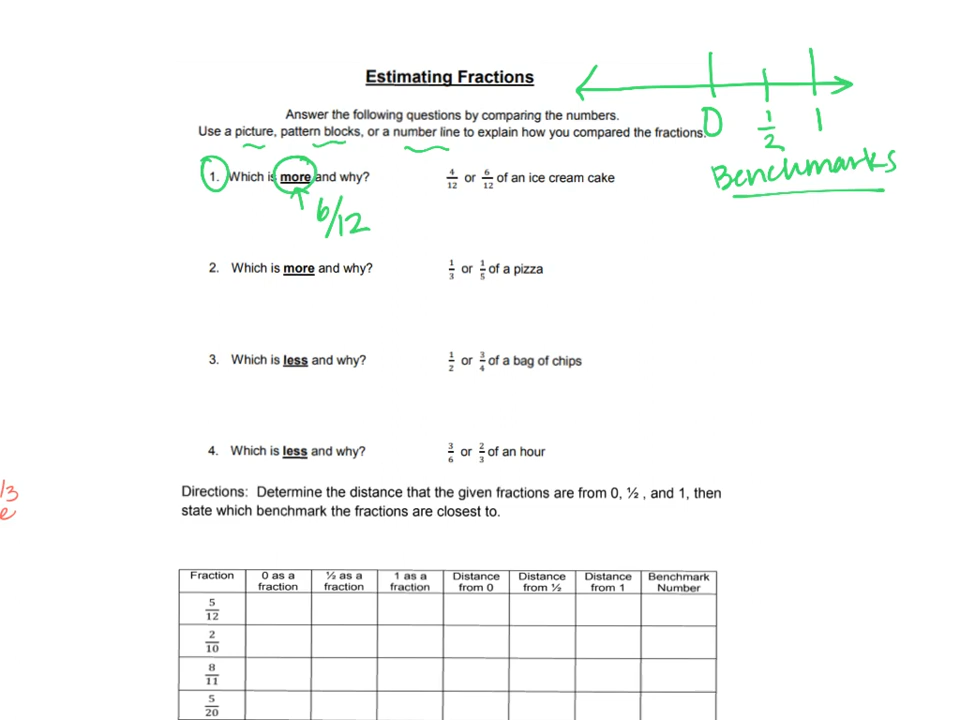 Estimating Fractions
0 1/2 1
Benchmarks
Answer the following questions by comparing the numbers.
Use a picture, pattern blocks, or a number line to explain how you compared the fractions.
1. Which is more and why? 4/12 or 6/12 of an ice cream cake
6/12
2. Which is more and why? 1/3 or 1/5 of a pizza
3. Which is less and why? 1/2 or 3/4 of a bag of chips
4. Which is less and why? 3/6 or 2/3 of an hour
Directions: Determine the distance that the given fractions are from 0, ½ , and 1, then
state which benchmark the fractions are closest to.
Fraction 0 as a fraction ½ as a fraction 1 as a fraction Distance from 0 Distance from ½ Distance from 1 Benchmark Number
5/12
2/10
8/11
5/20